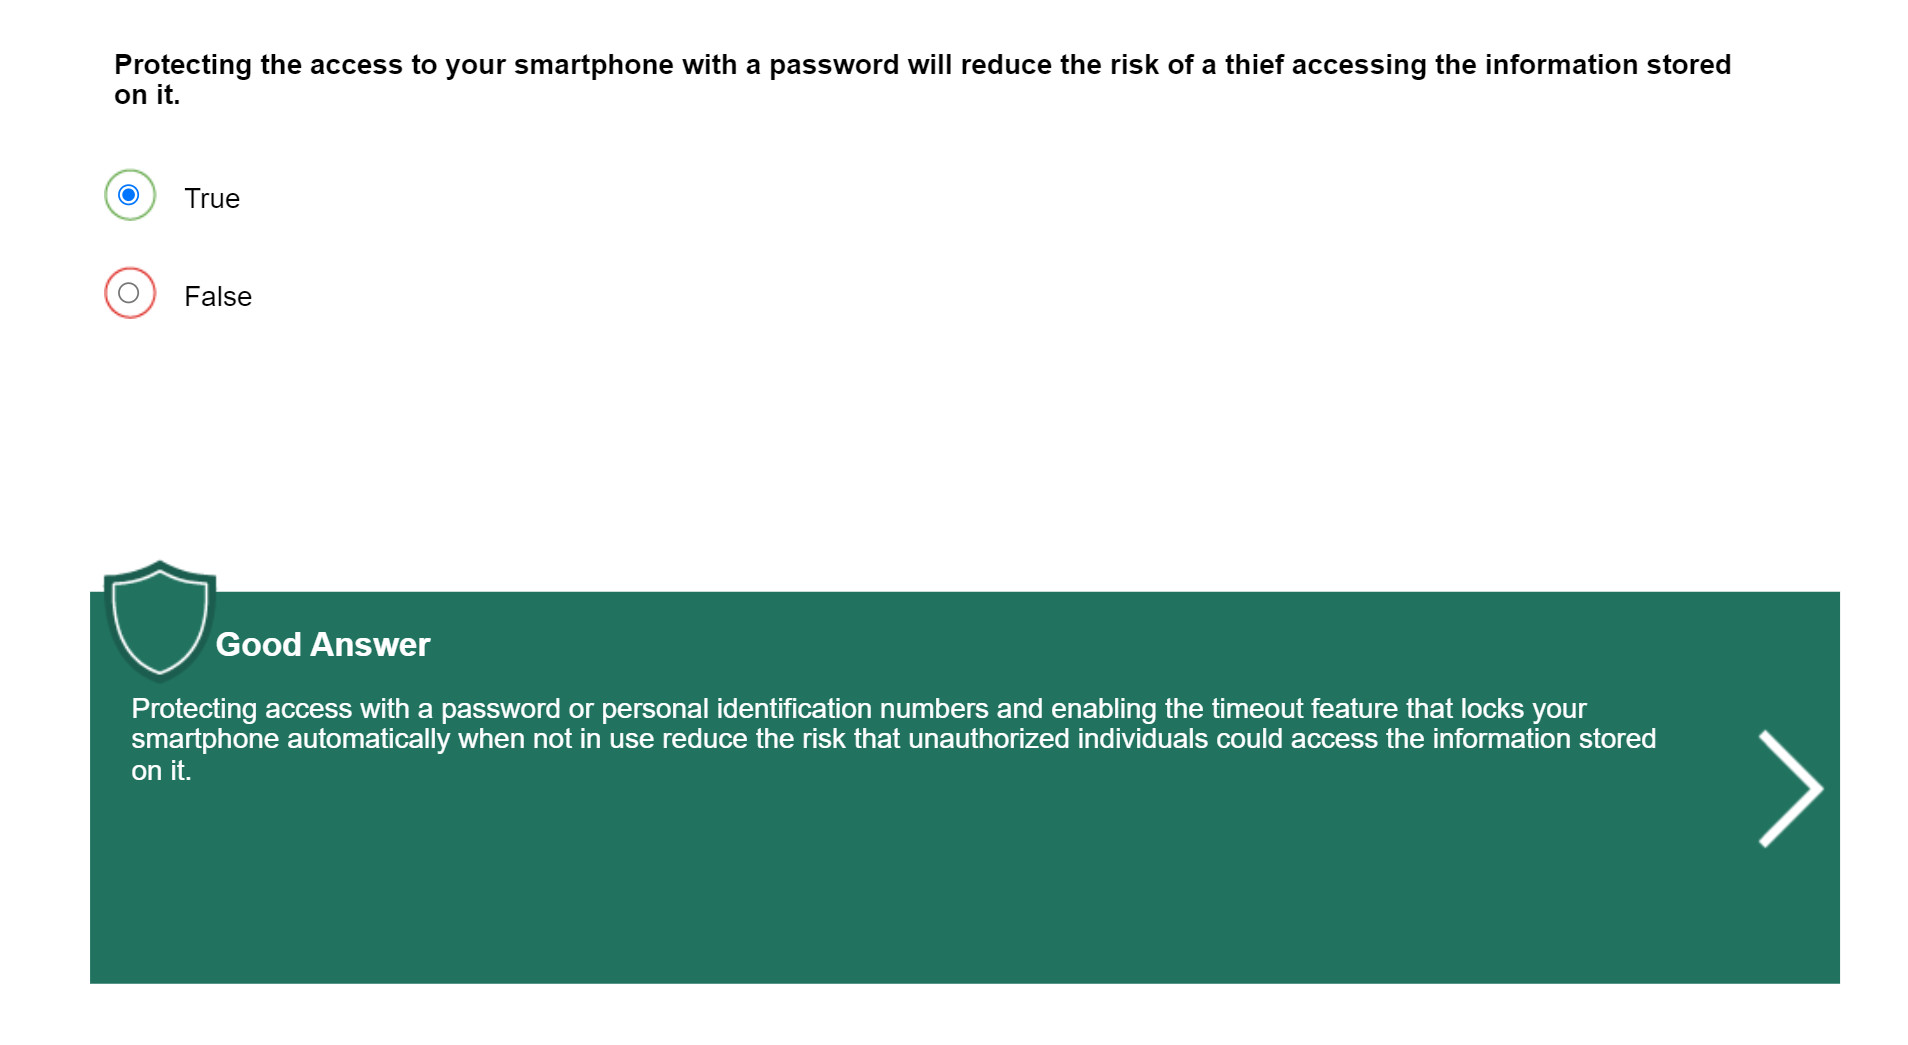 Protecting the access to your smartphone with a password will reduce the risk of a thief accessing the information stored
on it.
True
False
Good Answer
Protecting access with a password or personal identification numbers and enabling the timeout feature that locks your
smartphone automatically when not in use reduce the risk that unauthorized individuals could access the information stored
on it.